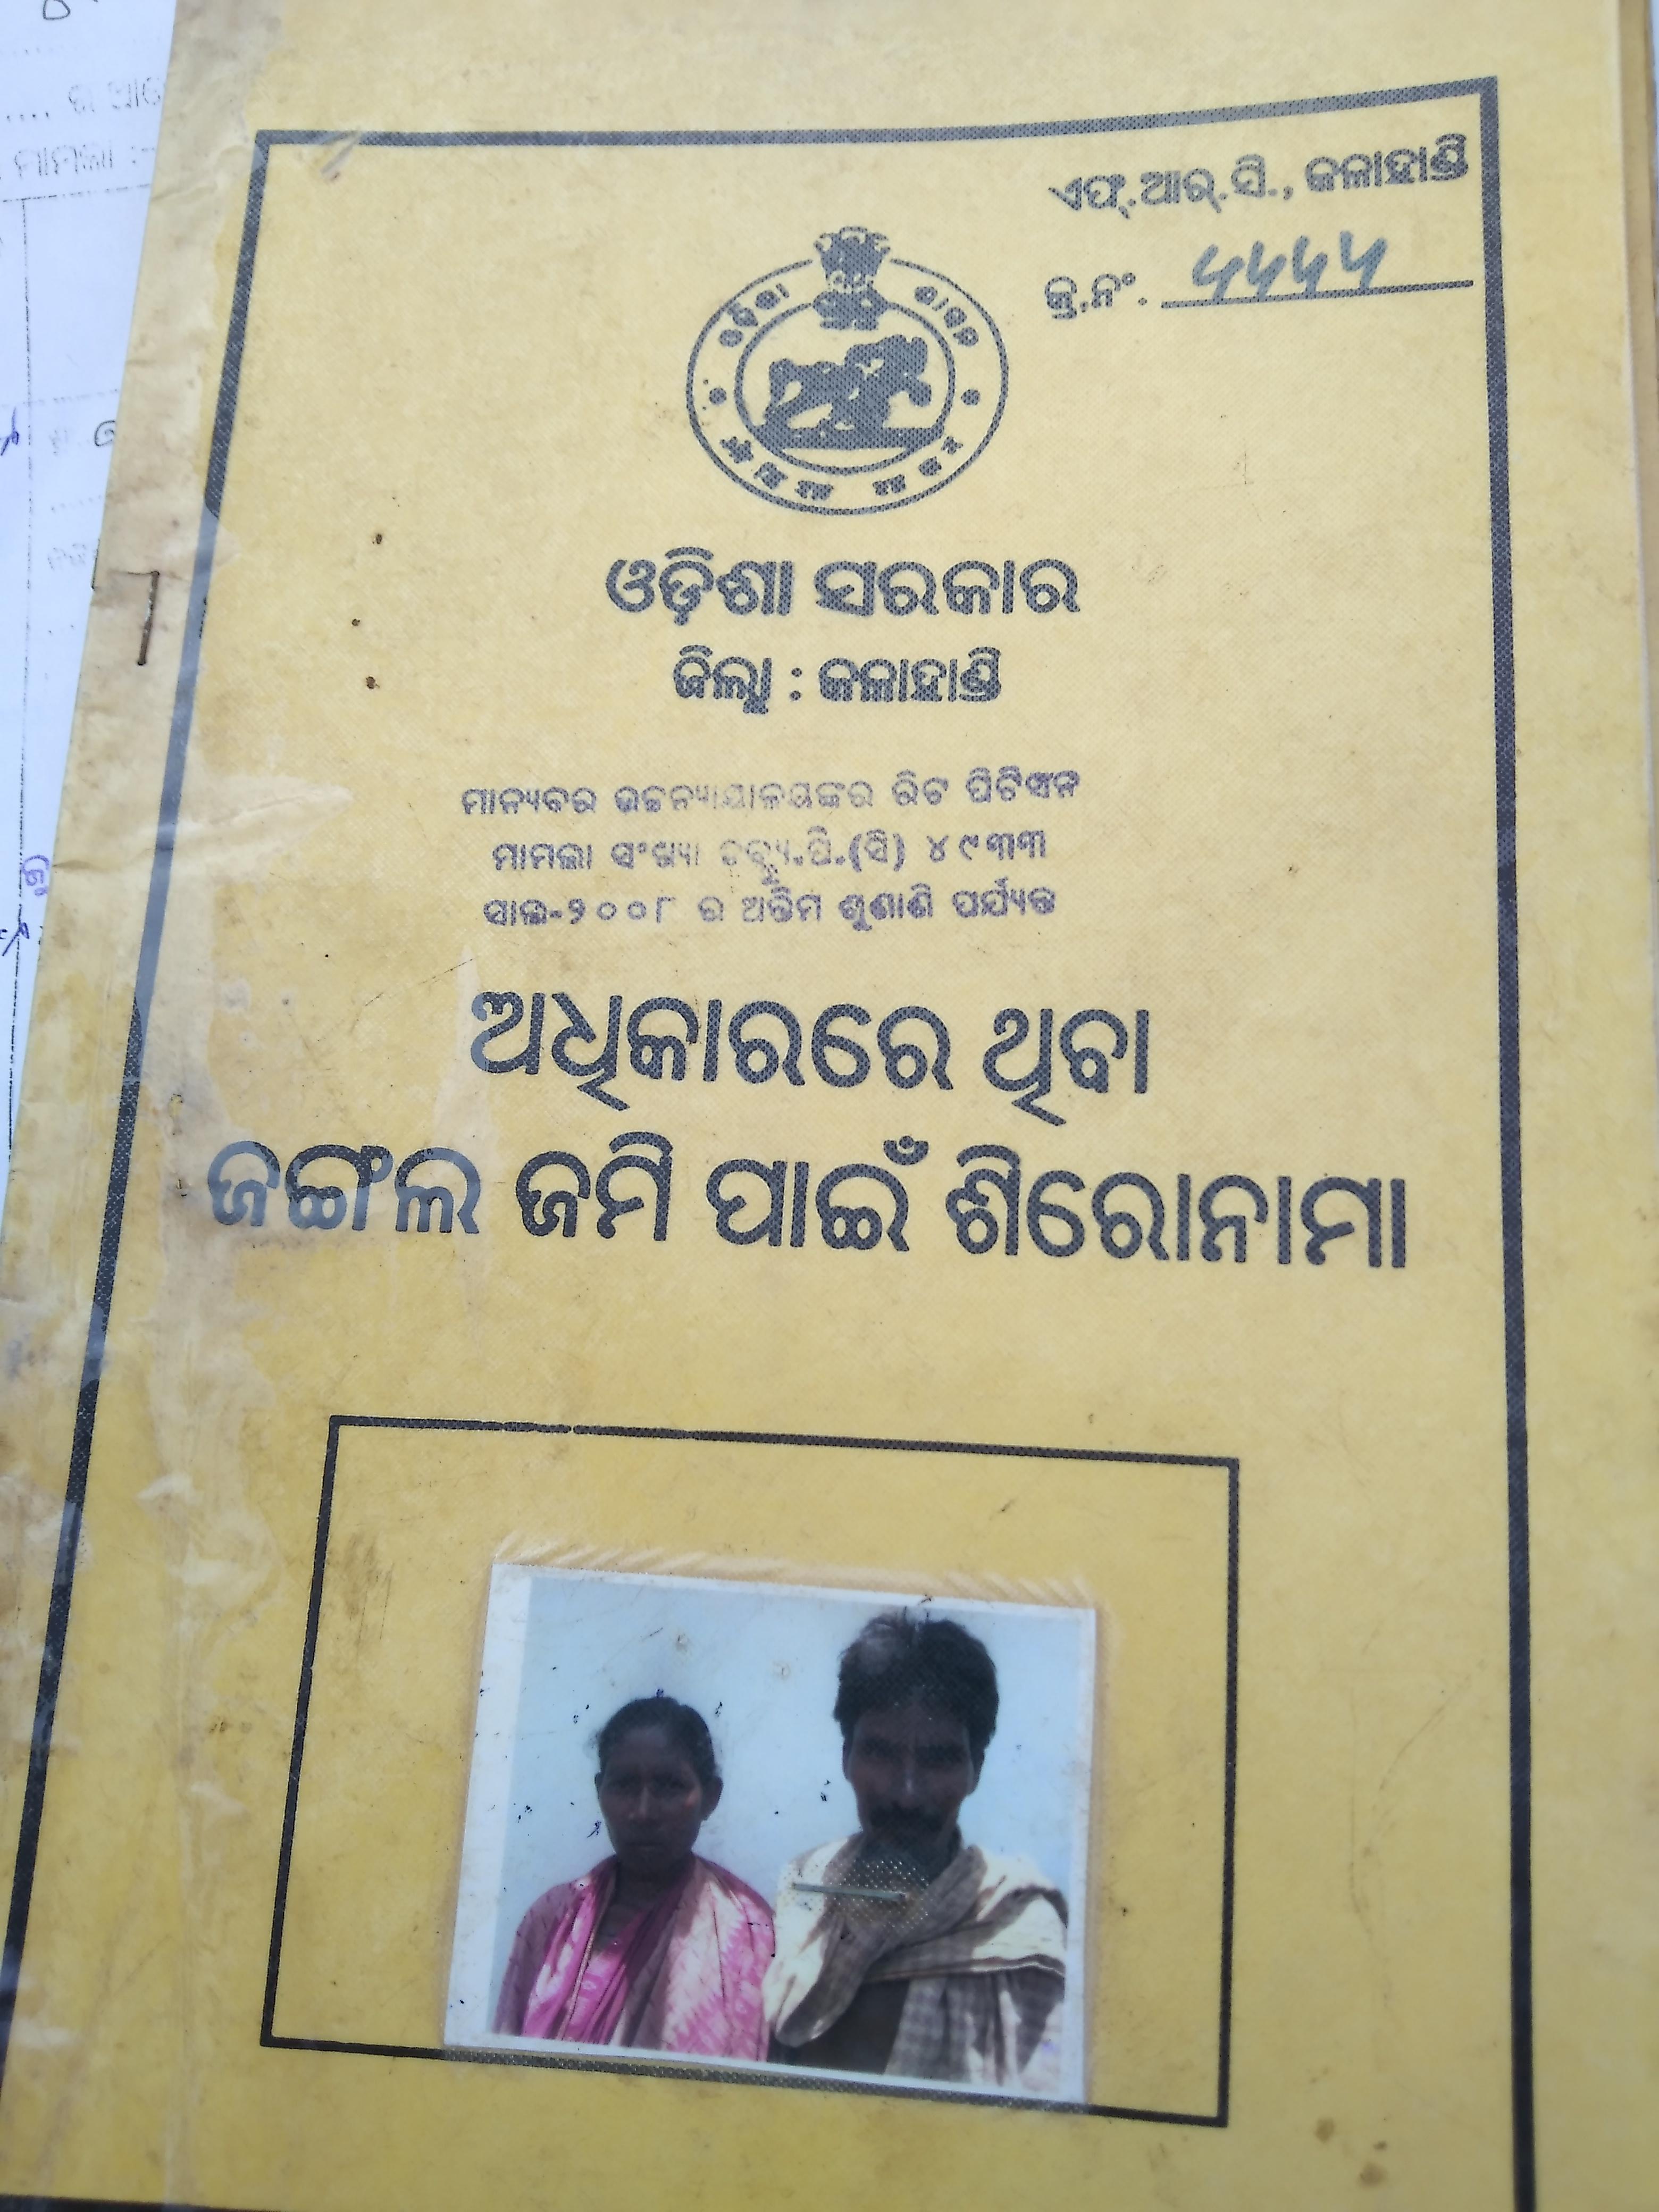 ଏଫ୍.ଆର୍.ସି., କଳାହାଣ୍ଡି
କ୍ର.ନଂ.
ଓଡ଼ିଶା ସରକାର
ଜିଲ୍ଲା : କଳାହାଣ୍ଡି
ମାନ୍ୟବର ଉଚ୍ଚନ୍ୟାୟାଳୟଙ୍କର ରିଟ ପିଟିସନ
ମାମଲା ସଂଖ୍ୟା ଡବ୍ଲ୍ୟୁ.ପି.(ସି) ୪୯୩୩
ସାଲ-୨୦୦୮ ର ଅନ୍ତିମ ଶୁଣାଣି ପର୍ଯ୍ୟନ୍ତ
ଅଧିକାରରେ ଥିବା
ଜଙ୍ଗଲ ଜମି ପାଇଁ ଶିରୋନାମା